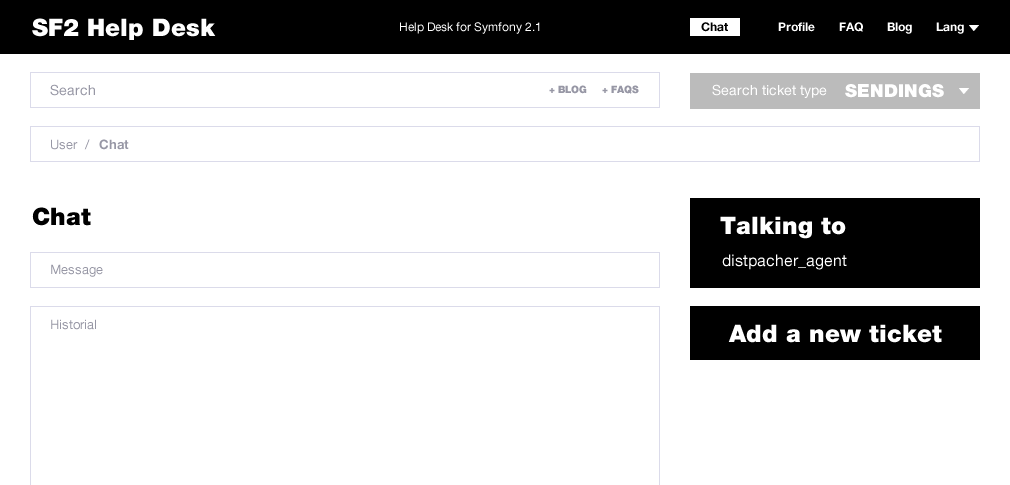 SF2 Help Desk Help Desk for Symfony 2.1 Chat Profile FAQ Blog Lang
Search + BLOG + FAQS Search ticket type SENDINGS
User / Chat
Chat
Talking to
distpacher_agent
Message
Historial
Add a new ticket